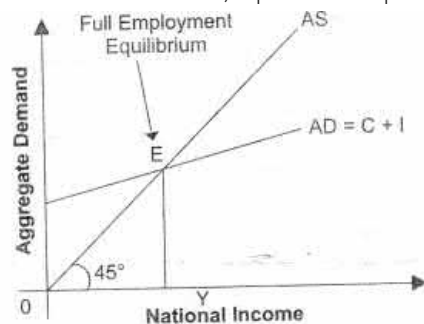 Full Employment
Equilibrium
AS
E
AD = C + I
Aggregate Demand
45°
0
Y
National Income